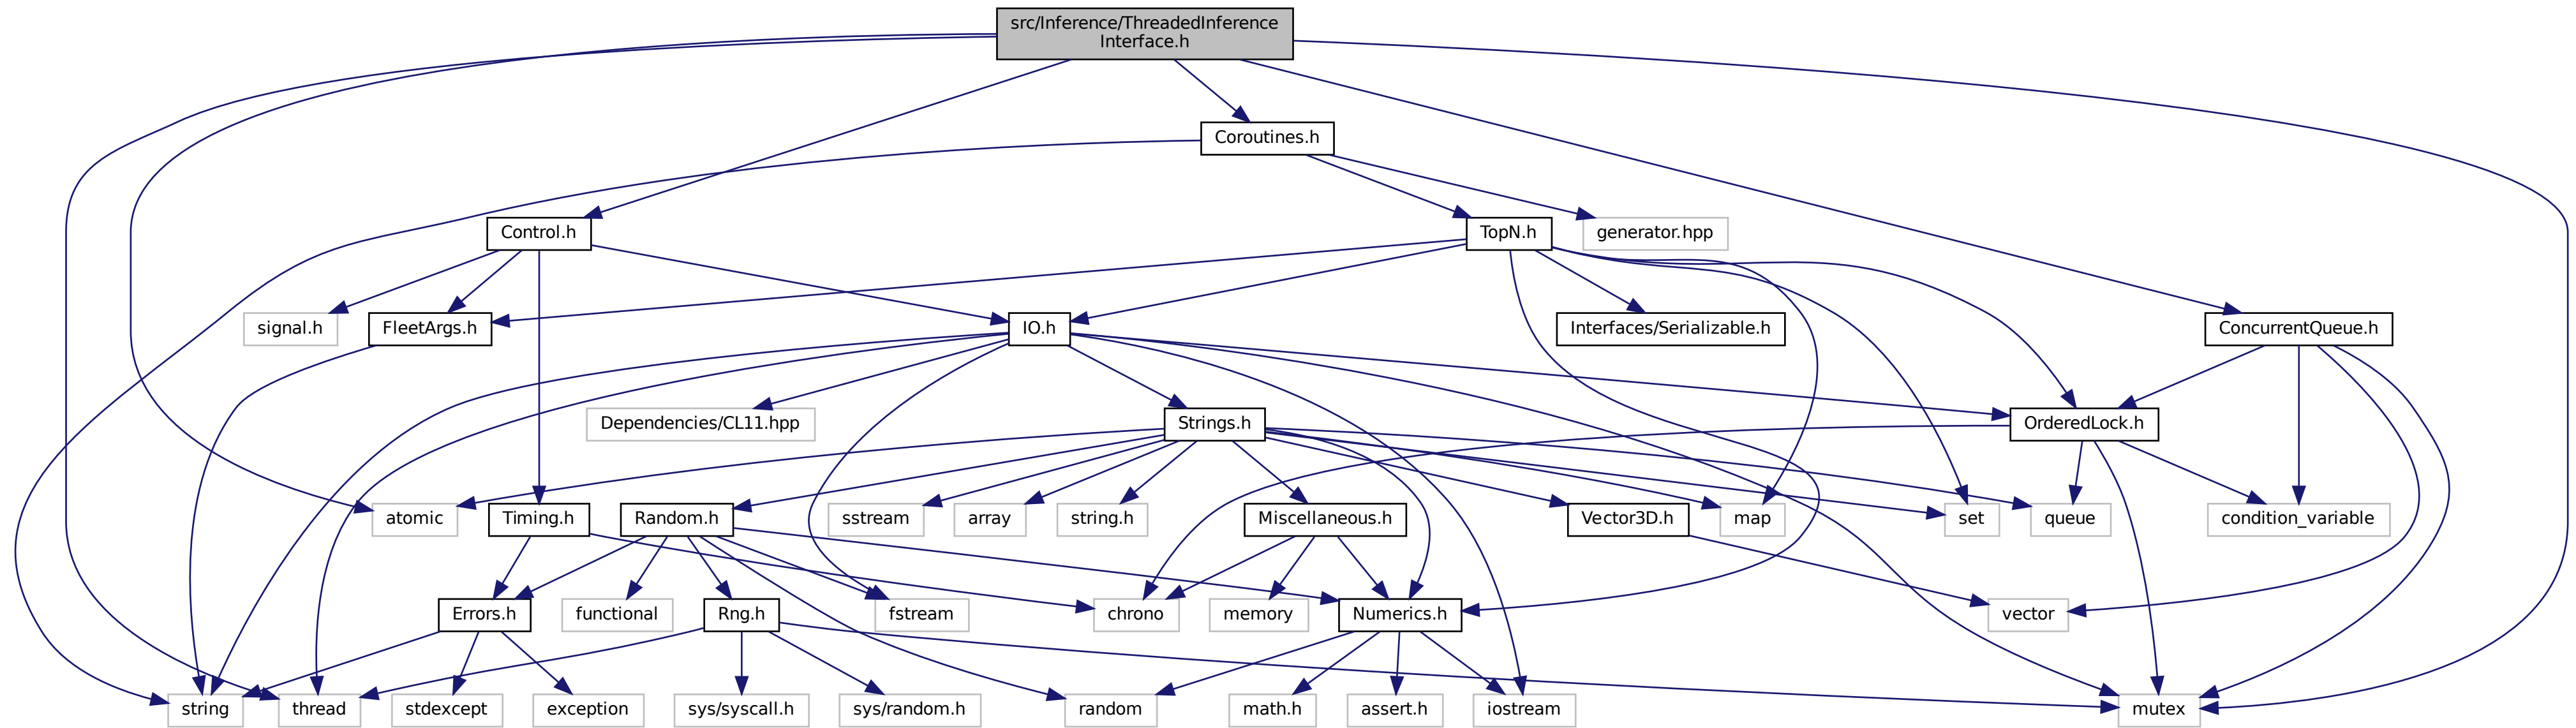 src/Inference/ThreadedInference
Interface.h
Coroutines.h
Control.h
TopN.h
generator.hpp
signal.h
FleetArgs.h
IO.h
Interfaces/Serializable.h
ConcurrentQueue.h
Dependencies/CL11.hpp
Strings.h
OrderedLock.h
atomic
Timing.h
Random.h
sstream
array
string.h
Miscellaneous.h
Vector3D.h
map
set
queue
condition_variable
Errors.h
functional
Rng.h
fstream
chrono
memory
Numerics.h
vector
string
thread
stdexcept
exception
sys/syscall.h
sys/random.h
random
math.h
assert.h
iostream
mutex